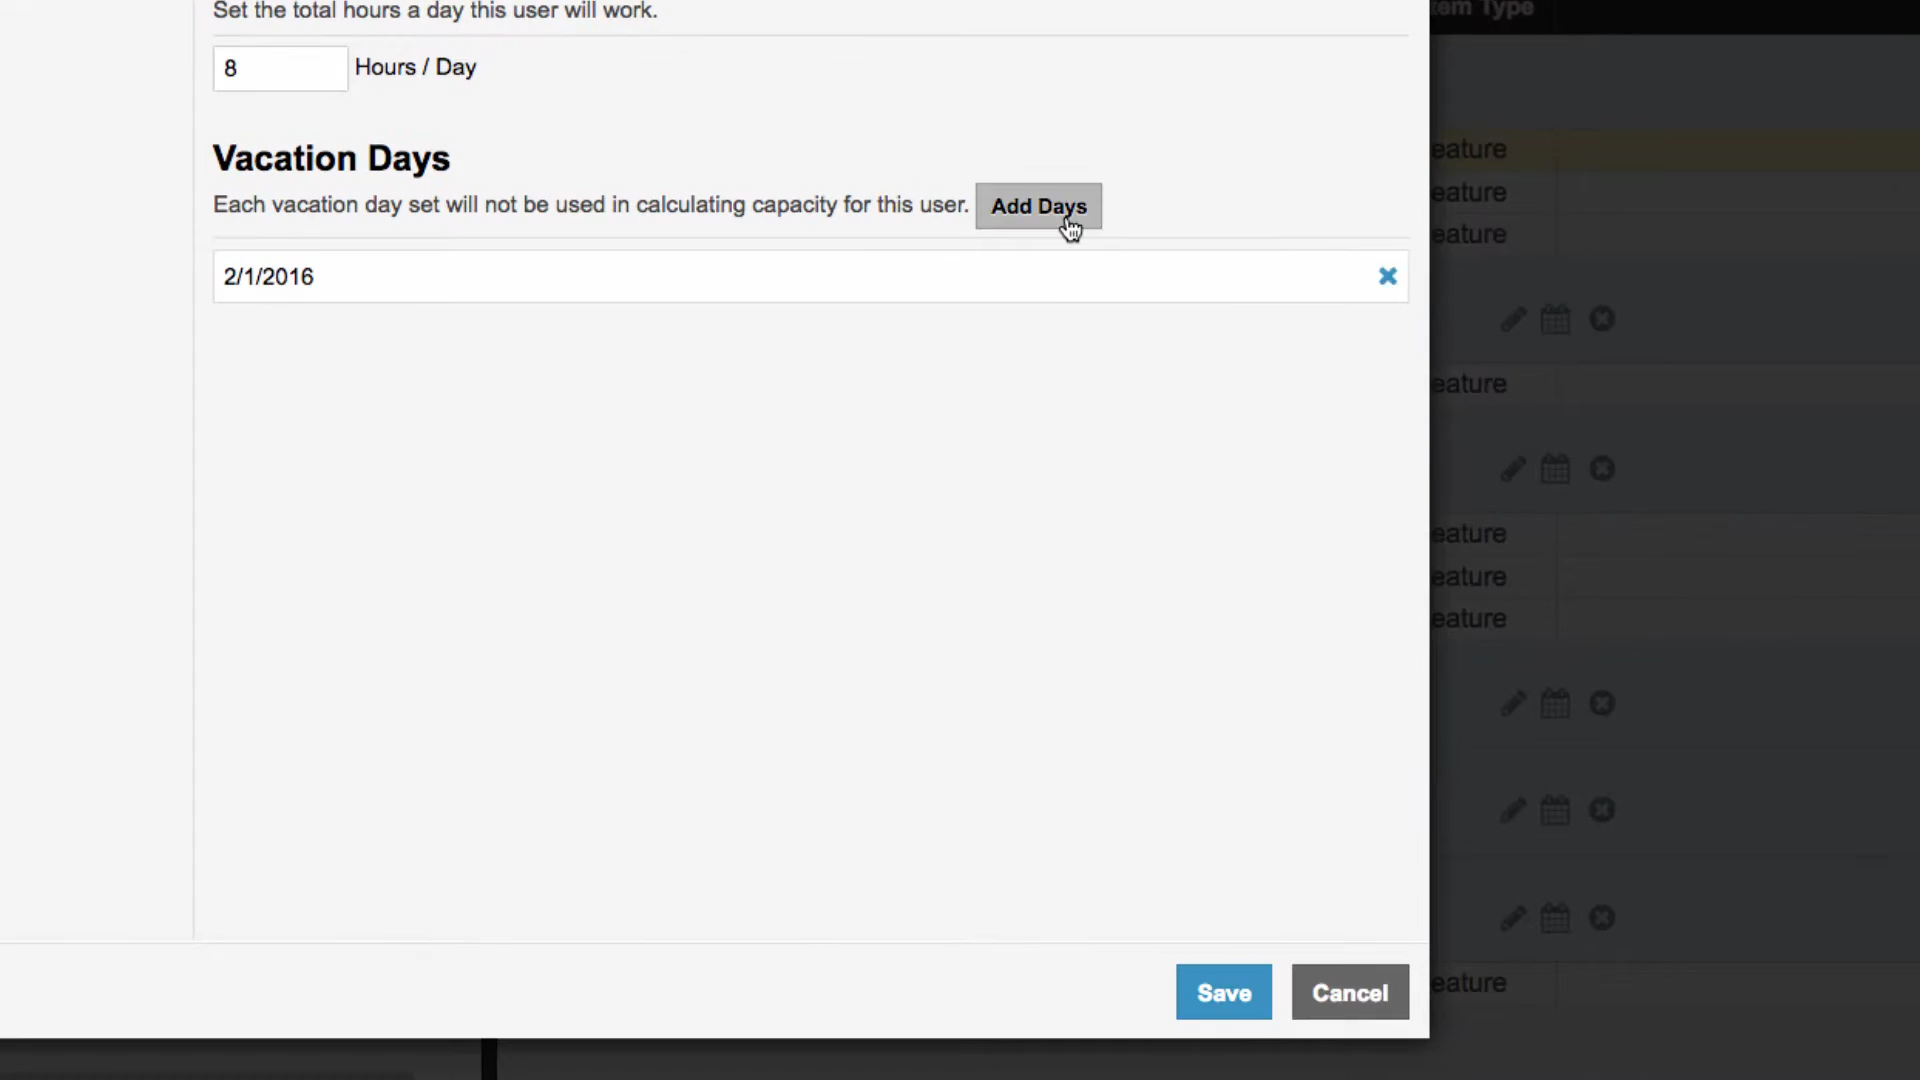 Set the total hours a day this user will work.
8 Hours / Day
Vacation Days
Each vacation day set will not be used in calculating capacity for this user. Add Days
2/1/2016
Save Cancel
em Type
eature
eature
eature
eature
eature
eature
eature
eature